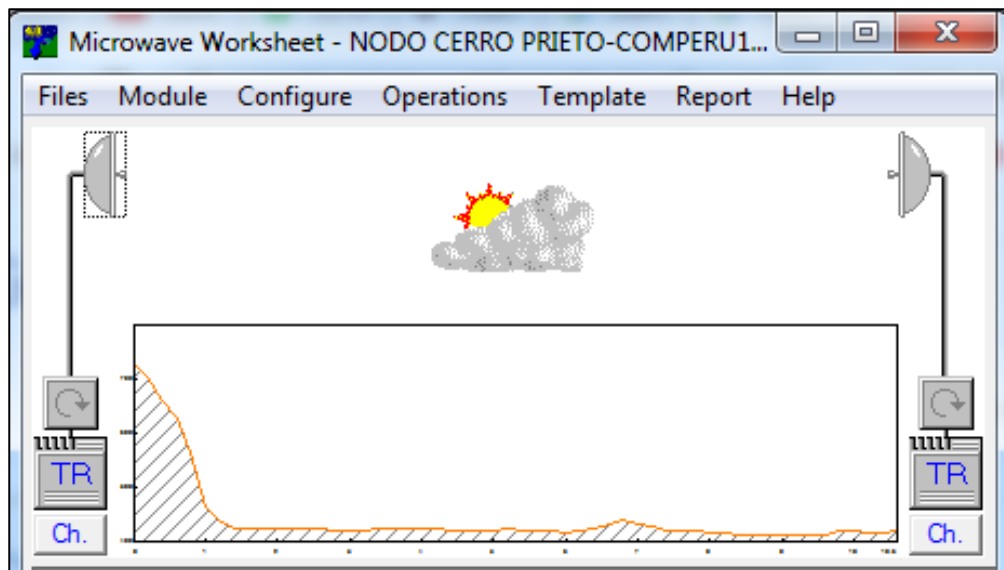 Microwave Worksheet - NODO CERRO PRIETO-COMPERU1...
Files Module Configure Operations Template Report Help
TR TR
Ch. Ch.